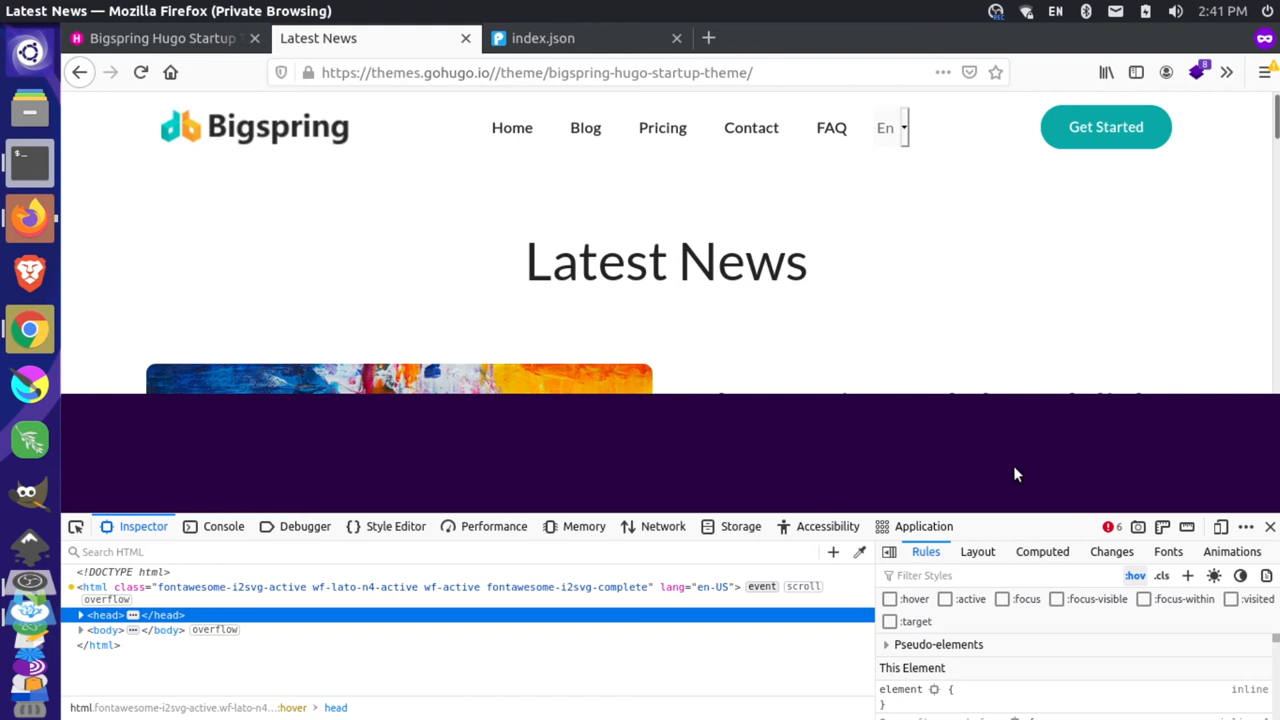 Latest News — Mozilla Firefox (Private Browsing)
REC
EN
2:41 PM
Bigspring Hugo Startup T
Latest News
index.json
https://themes.gohugo.io//theme/bigspring-hugo-startup-theme/
8
Bigspring
Home
Blog
Pricing
Contact
FAQ
En
Get Started
Latest News
Inspector
Console
Debugger
Style Editor
Performance
Memory
Network
Storage
Accessibility
Application
6
Search HTML
Rules
Layout
Computed
Changes
Fonts
Animations
Filter Styles
:hov
.cls
<!DOCTYPE html>
<html class="fontawesome-i2svg-active wf-lato-n4-active wf-active fontawesome-i2svg-complete" lang="en-US">
event
scroll
overflow
<head> ••• </head>
<body> ••• </body>
overflow
</html>
:hover
:active
:focus
:focus-visible
:focus-within
:visited
:target
Pseudo-elements
This Element
element {
inline
}
html.fontawesome-i2svg-active.wf-lato-n4…:hover
head